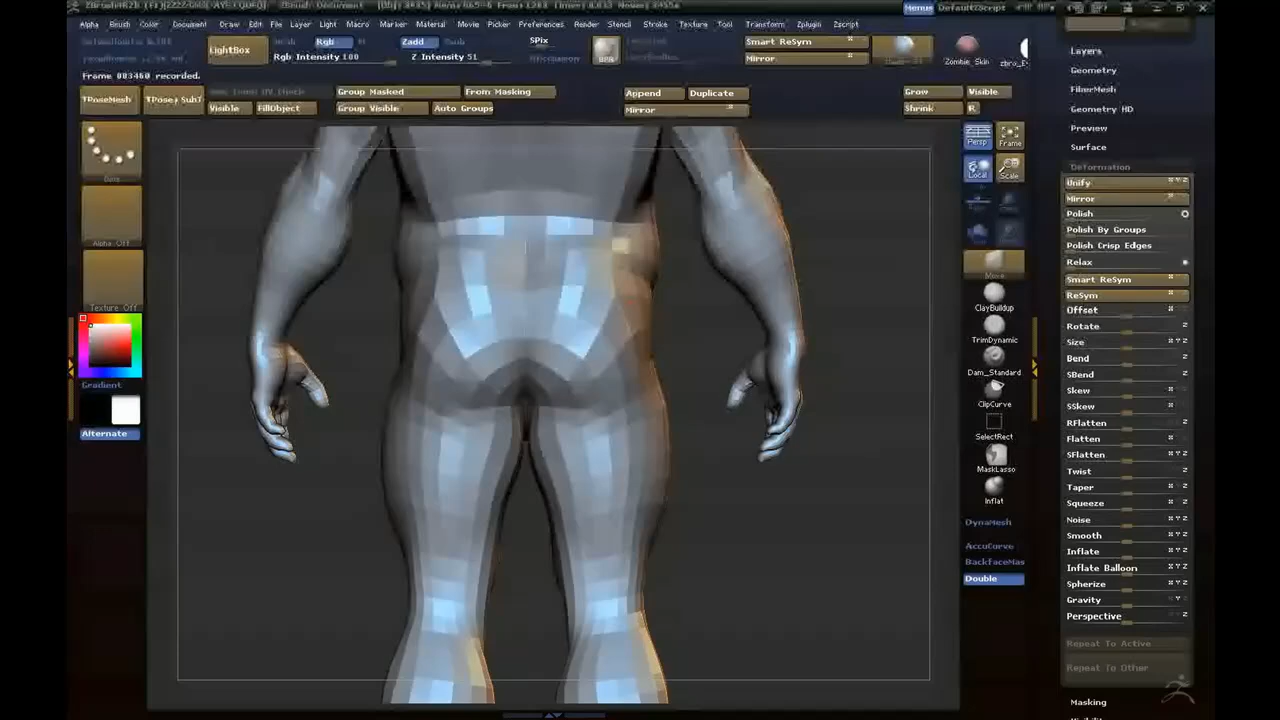 Alpha Brush Color Document Draw Edit File Layer Light Macro Marker Material Movie Picker Preferences Render Stencil Stroke Texture Tool Transform Zplugin Zscript
Menus DefaultZScript
LightBox
Rgb
Rgb Intensity 100
Zadd
Z Intensity 51
SPix
Smart ReSym
Mirror
Zombie_Skin
Frame 003460 recorded.
TPoseMesh
TPose> SubT
Visible
FillObject
Group Masked
Group Visible
From Masking
Auto Groups
Append
Duplicate
Mirror
Grow
Visible
Shrink
R
Dots
Alpha Off
Texture Off
Gradient
Alternate
Persp
Frame
Local
Scale
Move
ClayBuildup
TrimDynamic
Dam_Standard
ClipCurve
SelectRect
MaskLasso
Inflat
DynaMesh
AccuCurve
BackfaceMas
Double
Layers
Geometry
FiberMesh
Geometry HD
Preview
Surface
Deformation
Unify
Mirror
Polish
Polish By Groups
Polish Crisp Edges
Relax
Smart ReSym
ReSym
Offset
Rotate
Size
Bend
SBend
Skew
SSkew
RFlatten
Flatten
SFlatten
Twist
Taper
Squeeze
Noise
Smooth
Inflate
Inflate Balloon
Spherize
Gravity
Perspective
Repeat To Active
Repeat To Other
Masking